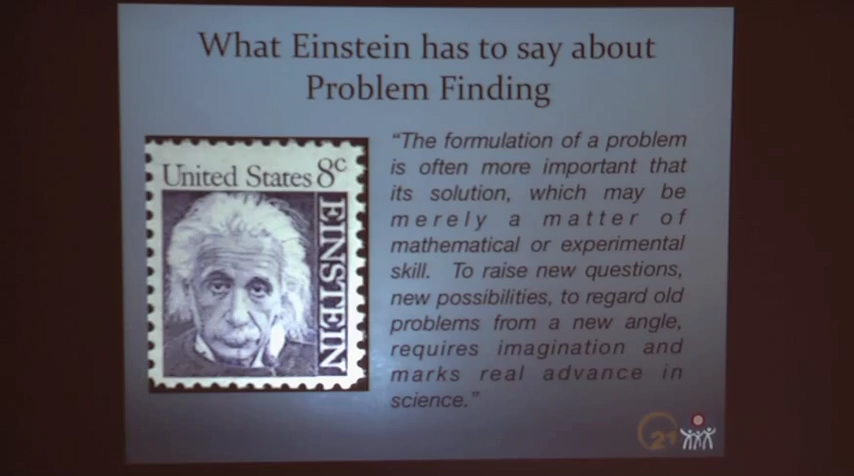 What Einstein has to say about
Problem Finding
United States 8c
EINSTEIN
“The formulation of a problem
is often more important that
its solution, which may be
merely a matter of
mathematical or experimental
skill. To raise new questions,
new possibilities, to regard old
problems from a new angle,
requires imagination and
marks real advance in
science.”
21